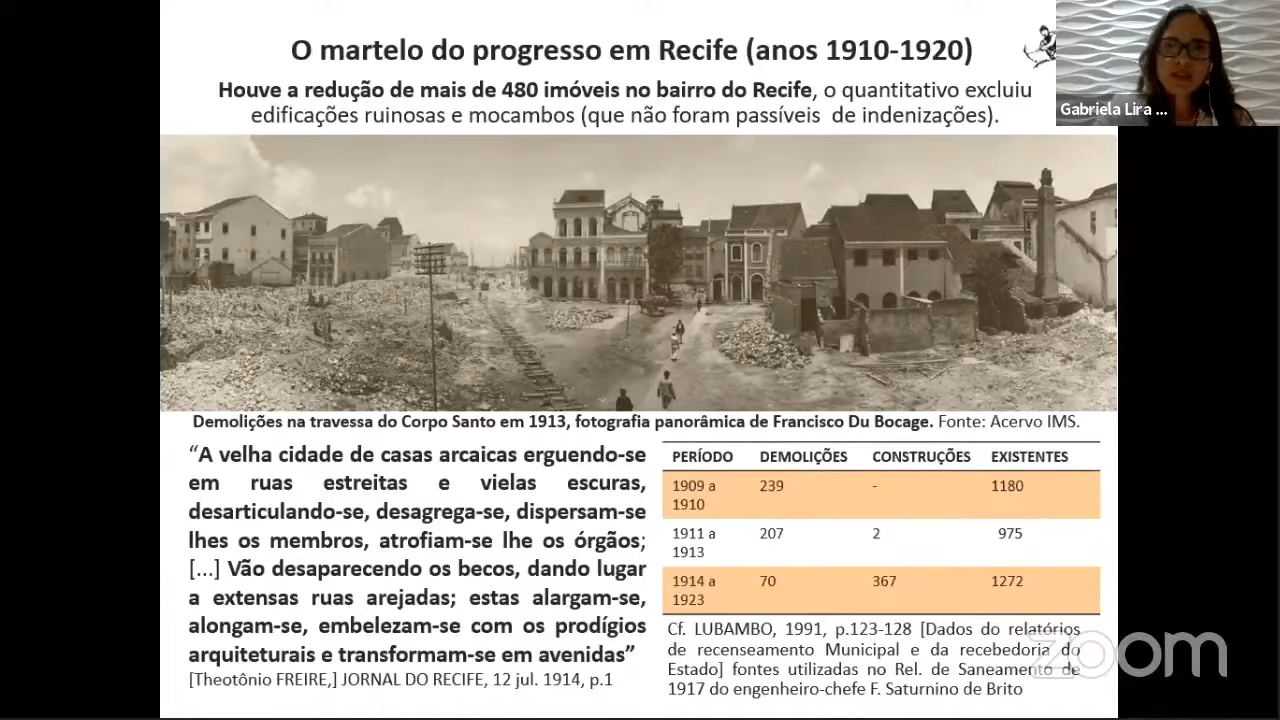 O martelo do progresso em Recife (anos 1910-1920)
Houve a redução de mais de 480 imóveis no bairro do Recife, o quantitativo excluiu
edificações ruinosas e mocambos (que não foram passíveis de indenizações).
Gabriela Lira ...
Demolições na travessa do Corpo Santo em 1913, fotografia panorâmica de Francisco Du Bocage. Fonte: Acervo IMS.
“A velha cidade de casas arcaicas erguendo-se
em ruas estreitas e vielas escuras,
desarticulando-se, desagrega-se, dispersam-se
lhes os membros, atrofiam-se lhe os órgãos;
[...] Vão desaparecendo os becos, dando lugar
a extensas ruas arejadas; estas alargam-se,
alongam-se, embelezam-se com os prodígios
arquiteturais e transformam-se em avenidas”
[Theotônio FREIRE,] JORNAL DO RECIFE, 12 jul. 1914, p.1
PERÍODO DEMOLIÇÕES CONSTRUÇÕES EXISTENTES
1909 a 239 - 1180
1910
1911 a 207 2 975
1913
1914 a 70 367 1272
1923
Cf. LUBAMBO, 1991, p.123-128 [Dados do relatórios
de recenseamento Municipal e da recebedoria do
Estado] fontes utilizadas no Rel. de Saneamento de
1917 do engenheiro-chefe F. Saturnino de Brito
zoom